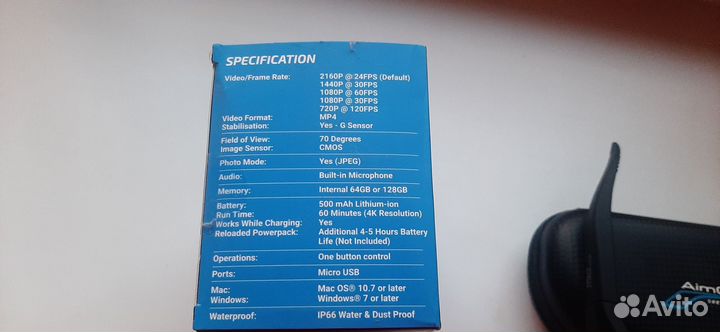 SPECIFICATION
Video/Frame Rate: 2160P @ 24FPS (Default)
1440P @ 30FPS
1080P @ 60FPS
1080P @ 30FPS
720P @ 120FPS
Video Format: MP4
Stabilisation: Yes - G Sensor
Field of View: 70 Degrees
Image Sensor: CMOS
Photo Mode: Yes (JPEG)
Audio: Built-in Microphone
Memory: Internal 64GB or 128GB
Battery: 500 mAh Lithium-ion
Run Time: 60 Minutes (4K Resolution)
Works While Charging: Yes
Reloaded Powerpack: Additional 4-5 Hours Battery
Life (Not Included)
Operations: One button control
Ports: Micro USB
Mac: Mac OS® 10.7 or later
Windows: Windows® 7 or later
Waterproof: IP66 Water & Dust Proof
Avito